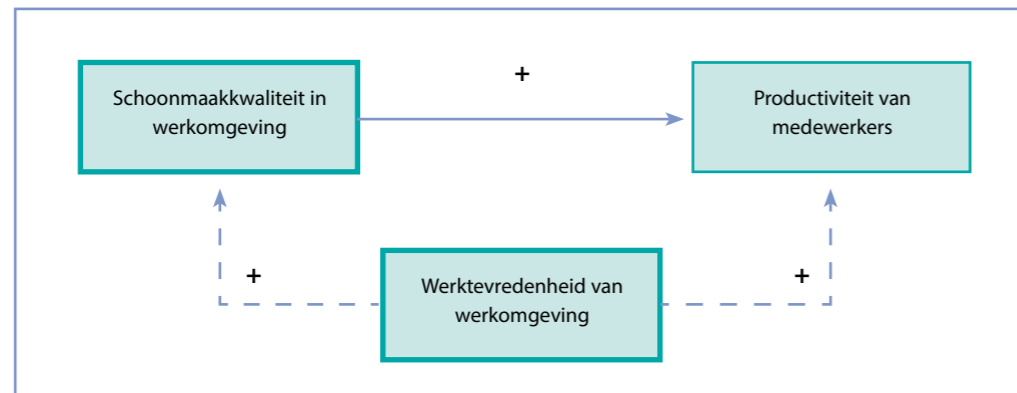 +
Schoonmaakkwaliteit in
werkomgeving
Productiviteit van
medewerkers
+
Werktevredenheid van
werkomgeving
+